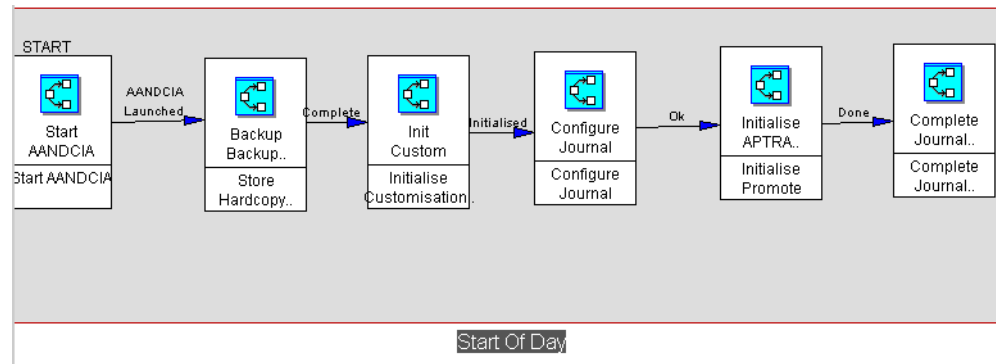 START
Start
AANDCIA
Start AANDCIA
AANDCIA
Launched
Backup
Backup..
Store
Hardcopy..
Complete
Init
Custom
Initialise
Customisation..
Initialised
Configure
Journal
Configure
Journal
Ok
Initialise
APTRA..
Initialise
Promote
Done
Complete
Journal..
Complete
Journal..
Start Of Day